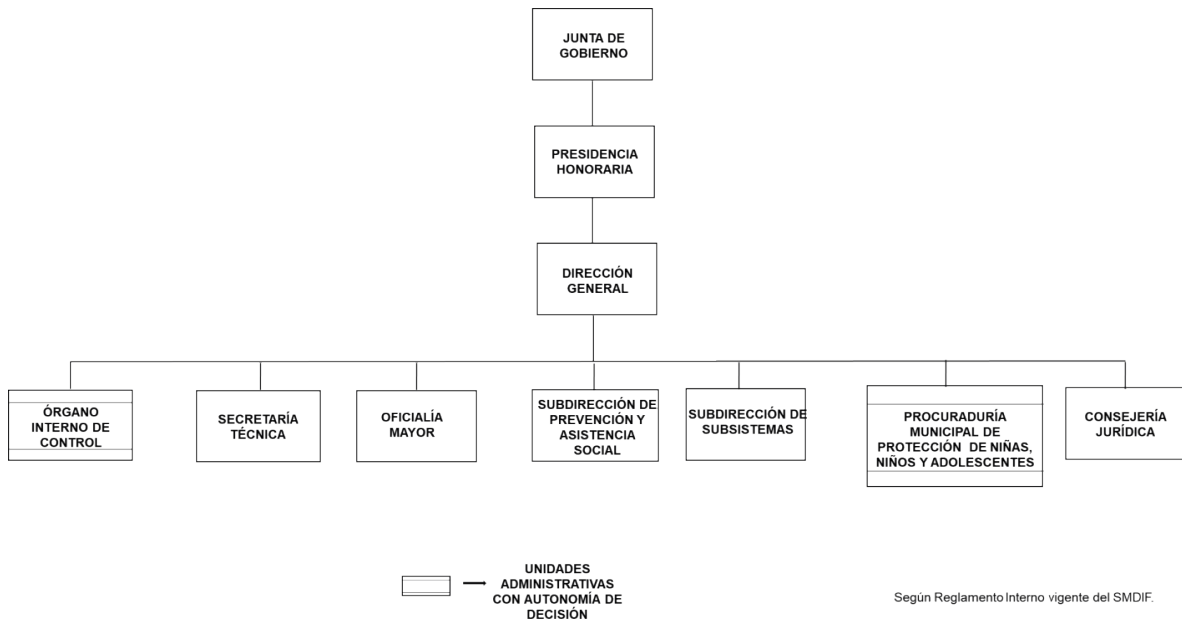 JUNTA DE
GOBIERNO
PRESIDENCIA
HONORARIA
DIRECCIÓN
GENERAL
ÓRGANO
INTERNO DE
CONTROL
SECRETARÍA
TÉCNICA
OFICIALÍA
MAYOR
SUBDIRECCIÓN DE
PREVENCIÓN Y
ASISTENCIA
SOCIAL
SUBDIRECCIÓN DE
SUBSISTEMAS
PROCURADURÍA
MUNICIPAL DE
PROTECCIÓN DE NIÑAS,
NIÑOS Y ADOLESCENTES
CONSEJERÍA
JURÍDICA
UNIDADES
ADMINISTRATIVAS
CON AUTONOMÍA DE
DECISIÓN
Según Reglamento Interno vigente del SMDIF.